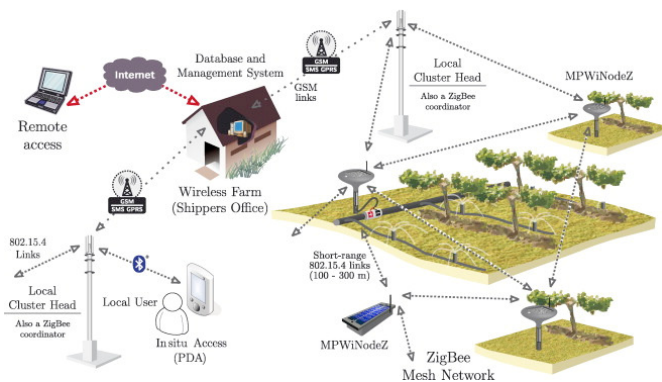 Internet
Remote
access
Database and
Management System
GSM
SMS GPRS
GSM
links
Wireless Farm
(Shippers Office)
Local
Cluster Head
Also a ZigBee
coordinator
MPWiNodeZ
GSM
SMS GPRS
802.15.4
Links
Local
Cluster Head
Also a ZigBee
coordinator
Local User
In situ Access
(PDA)
Short-range
802.15.4 links
(100 - 300 m)
MPWiNodeZ
ZigBee
Mesh Network